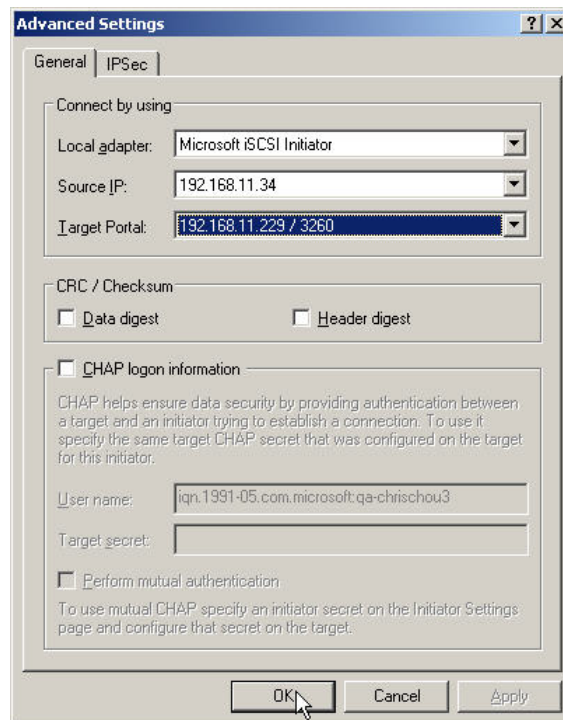 Advanced Settings
General
IPSec
Connect by using
Local adapter: Microsoft iSCSI Initiator
Source IP: 192.168.11.34
Target Portal: 192.168.11.229 / 3260
CRC / Checksum
Data digest
Header digest
CHAP logon information
CHAP helps ensure data security by providing authentication between
a target and an initiator trying to establish a connection. To use it
specify the same target CHAP secret that was configured on the target
for this initiator.
User name: iqn.1991-05.com.microsoft:qa-chrischou3
Target secret:
Perform mutual authentication
To use mutual CHAP specify an initiator secret on the Initiator Settings
page and configure that secret on the target.
OK
Cancel
Apply